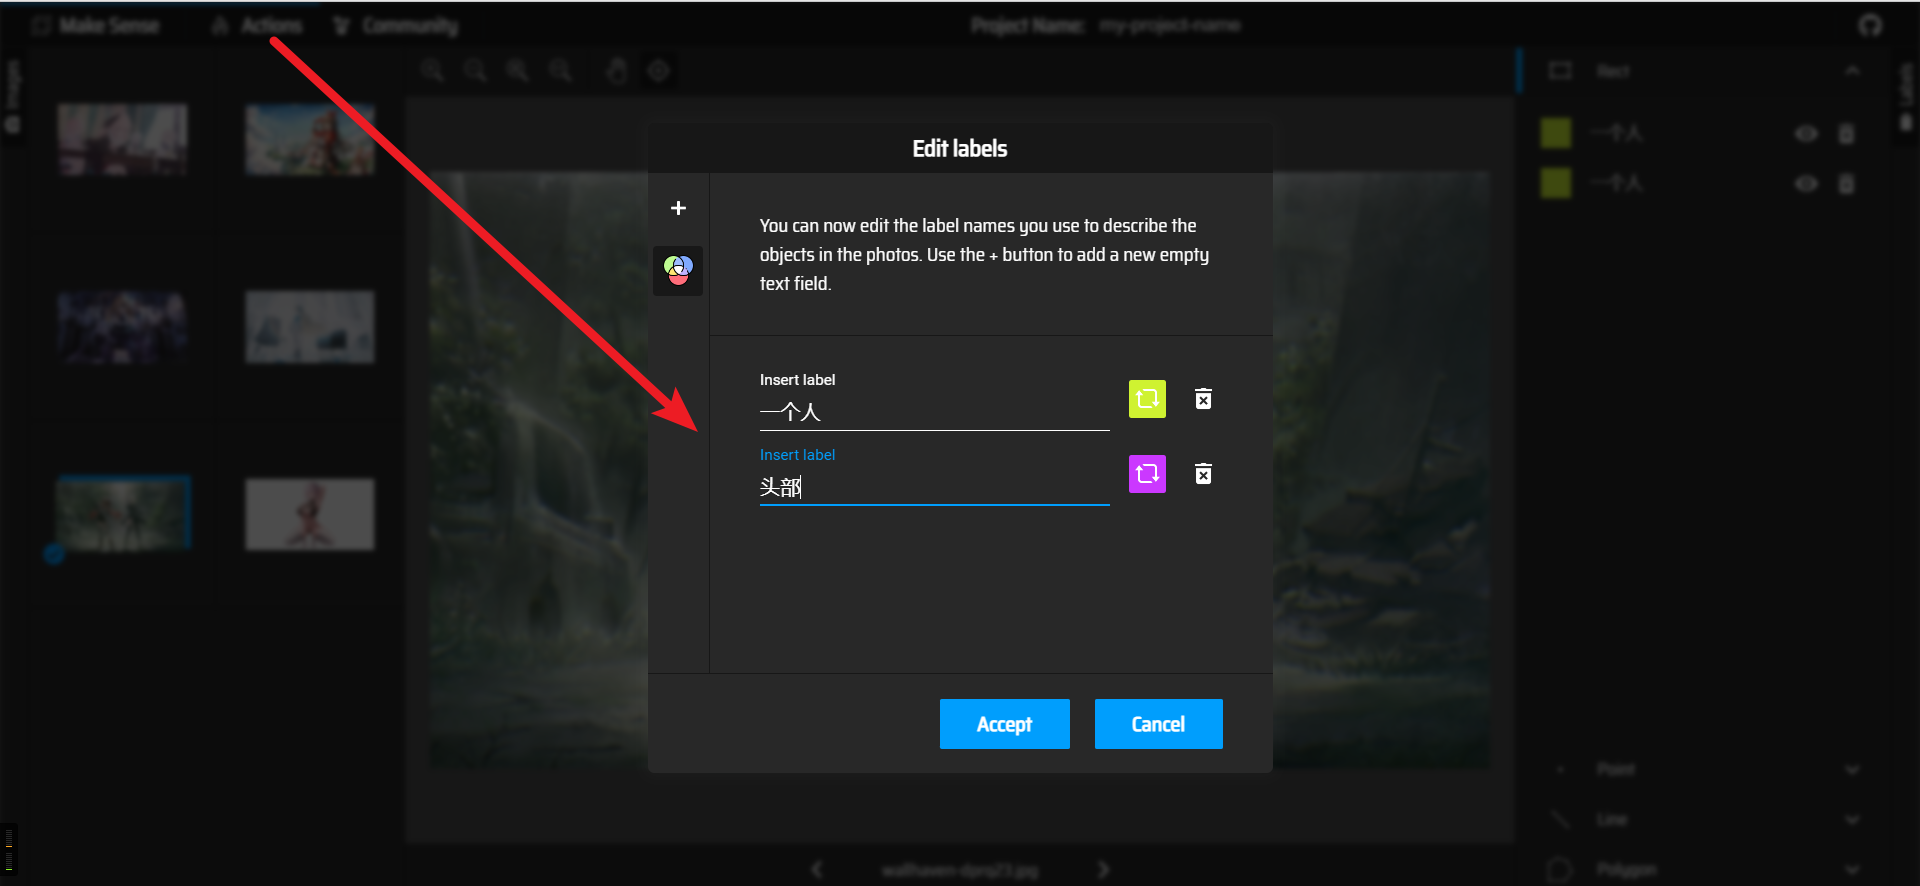 Make Sense
Actions
Community
Project Name: my-project-name
Images
Rect
Labels
一个人
一个人
Edit labels
You can now edit the label names you use to describe the
objects in the photos. Use the + button to add a new empty
text field.
Insert label
一个人
Insert label
头部
Accept
Cancel
Point
Line
Polygon